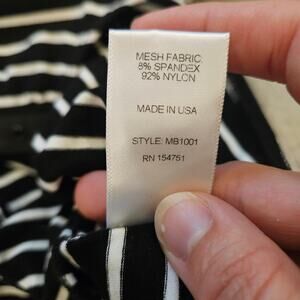 MESH FABRIC:
8% SPANDEX
92% NYLON
MADE IN USA
STYLE: MB1001
RN 154751